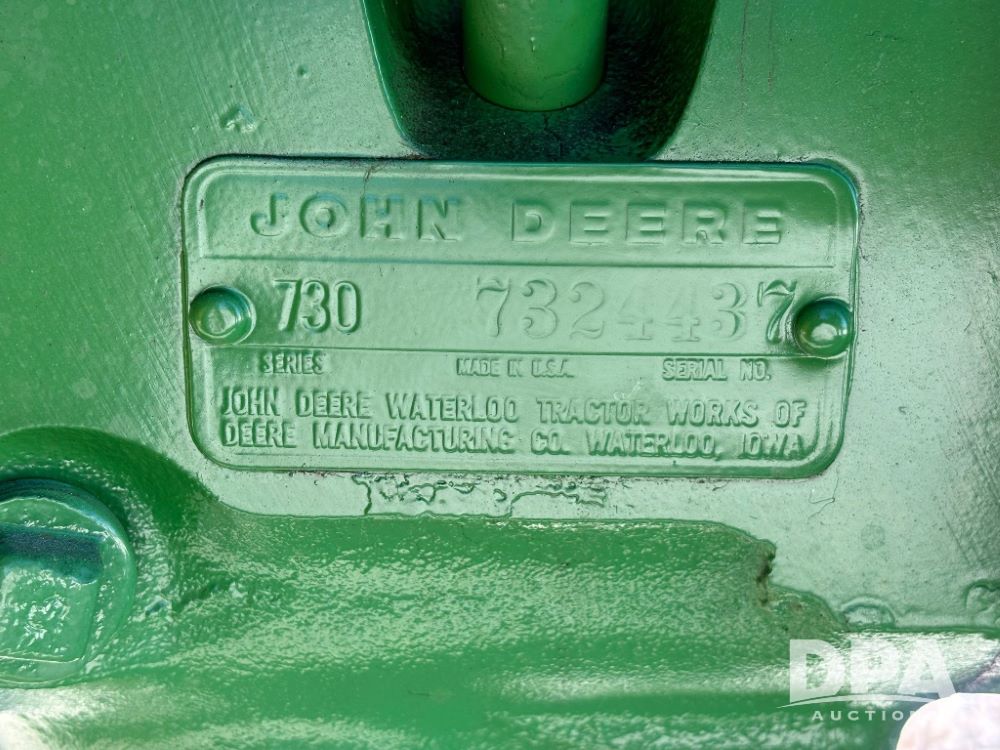 JOHN DEERE
730 7324437
SERIES MADE IN U.S.A. SERIAL NO.
JOHN DEERE WATERLOO TRACTOR WORKS OF
DEERE MANUFACTURING CO. WATERLOO, IOWA
DPA
AUCTIONS